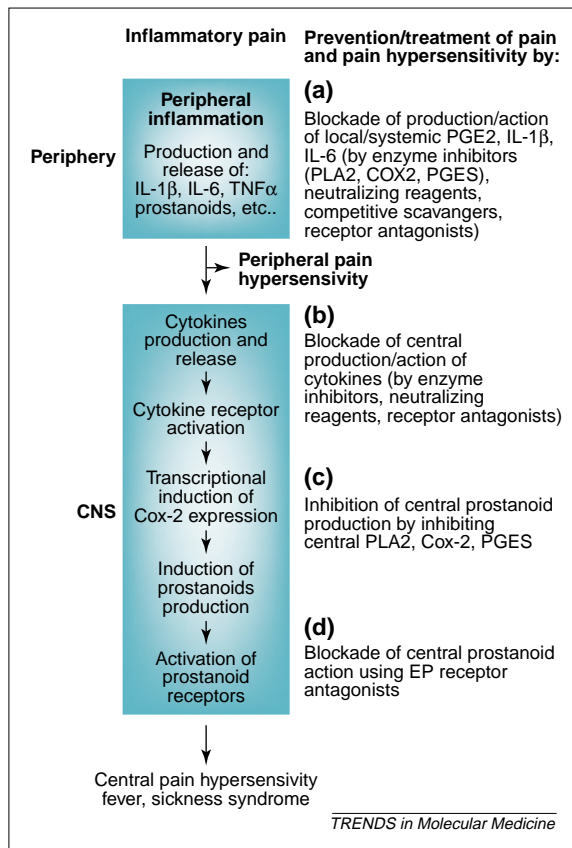 Inflammatory pain
Prevention/treatment of pain
and pain hypersensitivity by:
Periphery
Peripheral
inflammation
Production and
release of:
IL-1β, IL-6, TNFα
prostanoids, etc..
(a)
Blockade of production/action
of local/systemic PGE2, IL-1β,
IL-6 (by enzyme inhibitors
(PLA2, COX2, PGES),
neutralizing reagents,
competitive scavangers,
receptor antagonists)
Peripheral pain
hypersensivity
CNS
Cytokines
production and
release
Cytokine receptor
activation
(b)
Blockade of central
production/action of
cytokines (by enzyme
inhibitors, neutralizing
reagents, receptor antagonists)
Transcriptional
induction of
Cox-2 expression
(c)
Inhibition of central prostanoid
production by inhibiting
central PLA2, Cox-2, PGES
Induction of
prostanoids
production
Activation of
prostanoid
receptors
(d)
Blockade of central prostanoid
action using EP receptor
antagonists
Central pain hypersensivity
fever, sickness syndrome
TRENDS in Molecular Medicine